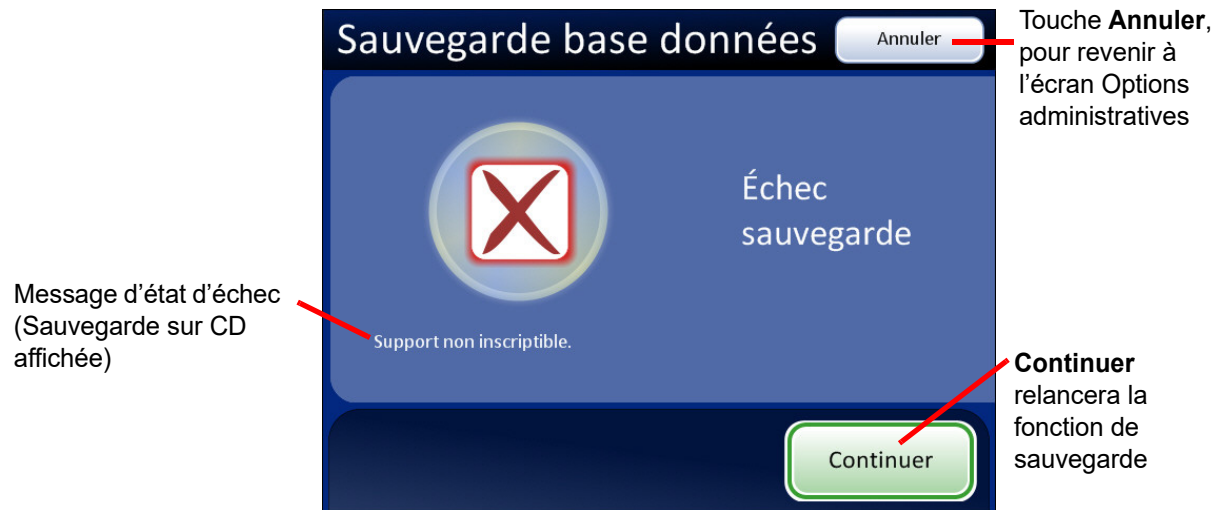 Sauvegarde base données
Annuler
Touche Annuler,
pour revenir à
l’écran Options
administratives
Échec
sauvegarde
Message d’état d’échec
(Sauvegarde sur CD
affichée)
Support non inscriptible.
Continuer
relancera la
fonction de
sauvegarde
Continuer